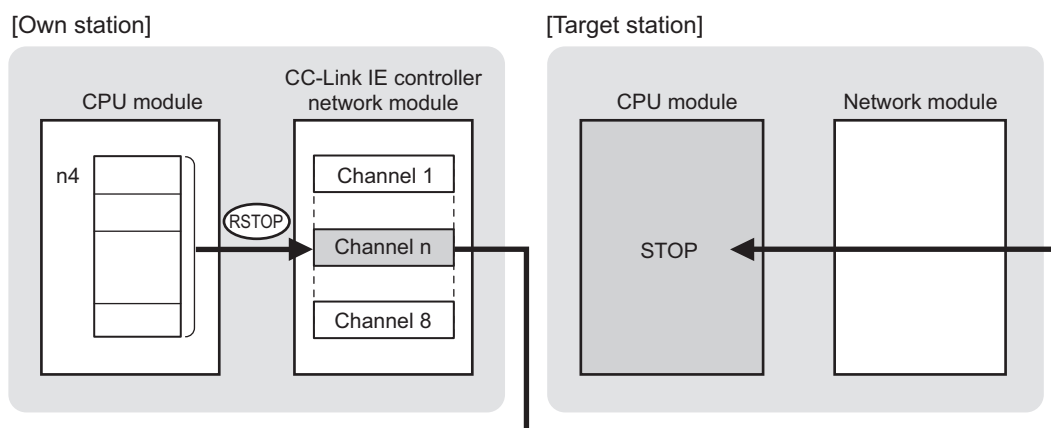 [Own station]
CPU module
CC-Link IE controller
network module
n4
RSTOP
Channel 1
Channel n
Channel 8
[Target station]
CPU module
Network module
STOP